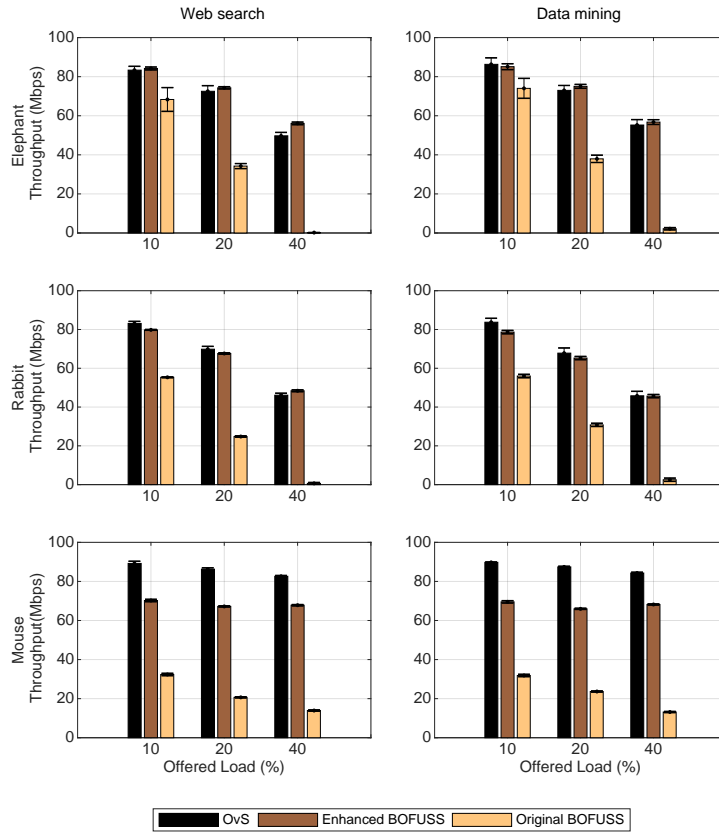 Web search
Data mining
Elephant
Throughput (Mbps)
100
80
60
40
20
0
10 20 40
100
80
60
40
20
0
10 20 40
Rabbit
Throughput (Mbps)
100
80
60
40
20
0
10 20 40
100
80
60
40
20
0
10 20 40
Mouse
Throughput(Mbps)
100
80
60
40
20
0
10 20 40
Offered Load (%)
100
80
60
40
20
0
10 20 40
Offered Load (%)
OvS Enhanced BOFUSS Original BOFUSS